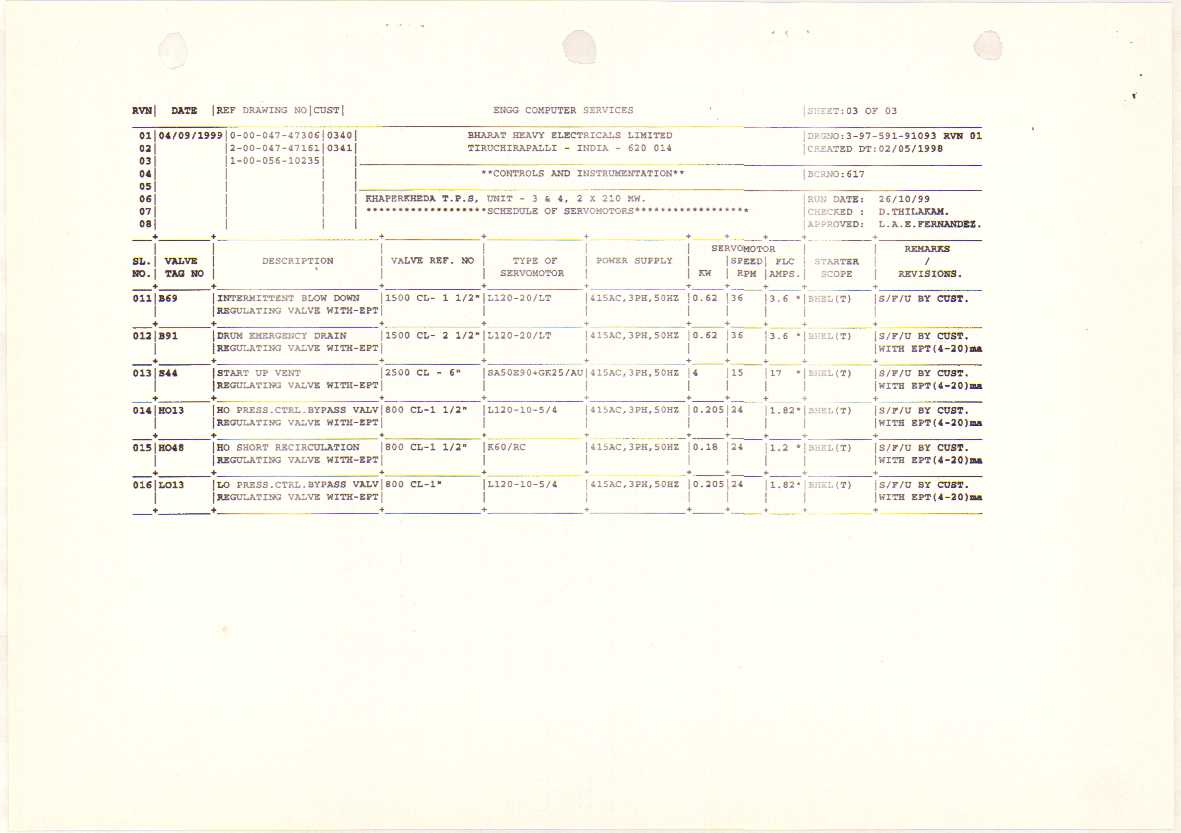 RVN| DATE |REF DRAWING NO|CUST| ENGG COMPUTER SERVICES |SHEET:03 OF 03
01|04/09/1999|0-00-047-47306|0340| BHARAT HEAVY ELECTRICALS LIMITED |DRGNO:3-97-591-91093 RVN 01
02| |2-00-047-47161|0341| TIRUCHIRAPALLI - INDIA - 620 014 |CREATED DT:02/05/1998
03| |1-00-056-10235| |
04| | | | **CONTROLS AND INSTRUMENTATION** |BCRNO:617
05| | | |
06| | | | KHAPERKHEDA T.P.S, UNIT - 3 & 4, 2 X 210 MW. |RUN DATE: 26/10/99
07| | | | *****************SCHEDULE OF SERVOMOTORS***************** |CHECKED : D.THILAKAM.
08| | | | |APPROVED: L.A.E.FERNANDEZ.
| | | | | | SERVOMOTOR | | REMARKS
SL.| VALVE | DESCRIPTION | VALVE REF. NO | TYPE OF | POWER SUPPLY | |SPEED| FLC | STARTER | /
NO.| TAG NO | | | SERVOMOTOR | | KW | RPM |AMPS.| SCOPE | REVISIONS.
011|B69 |INTERMITTENT BLOW DOWN |1500 CL- 1 1/2"|L120-20/LT |415AC,3PH,50HZ |0.62 |36 |3.6 *|BHEL(T) |S/F/U BY CUST.
| |REGULATING VALVE WITH-EPT| | | | | | | |
012|B91 |DRUM EMERGENCY DRAIN |1500 CL- 2 1/2"|L120-20/LT |415AC,3PH,50HZ |0.62 |36 |3.6 *|BHEL(T) |S/F/U BY CUST.
| |REGULATING VALVE WITH-EPT| | | | | | | |WITH EPT(4-20)ma
013|S44 |START UP VENT |2500 CL - 6" |SA50E90+GK25/AU|415AC,3PH,50HZ |4 |15 |17 *|BHEL(T) |S/F/U BY CUST.
| |REGULATING VALVE WITH-EPT| | | | | | | |WITH EPT(4-20)ma
014|HO13 |HO PRESS.CTRL.BYPASS VALV|800 CL-1 1/2" |L120-10-5/4 |415AC,3PH,50HZ |0.205|24 |1.82*|BHEL(T) |S/F/U BY CUST.
| |REGULATING VALVE WITH-EPT| | | | | | | |WITH EPT(4-20)ma
015|HO48 |HO SHORT RECIRCULATION |800 CL-1 1/2" |K60/RC |415AC,3PH,50HZ |0.18 |24 |1.2 *|BHEL(T) |S/F/U BY CUST.
| |REGULATING VALVE WITH-EPT| | | | | | | |WITH EPT(4-20)ma
016|LO13 |LO PRESS.CTRL.BYPASS VALV|800 CL-1" |L120-10-5/4 |415AC,3PH,50HZ |0.205|24 |1.82*|BHEL(T) |S/F/U BY CUST.
| |REGULATING VALVE WITH-EPT| | | | | | | |WITH EPT(4-20)ma